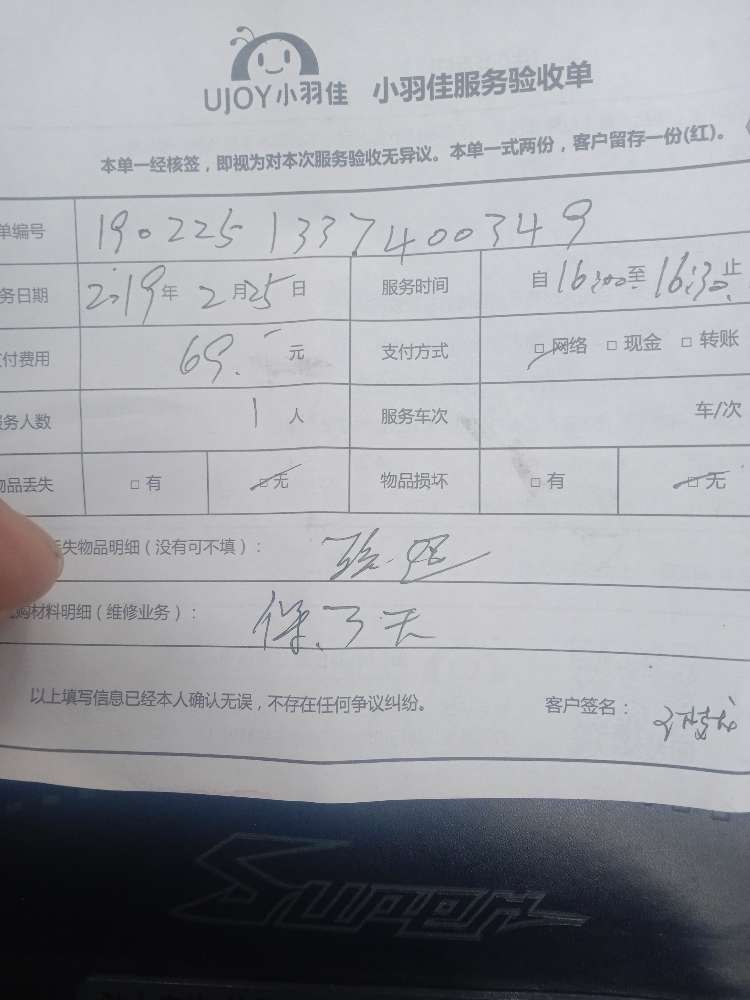 UJOY小羽佳 小羽佳服务验收单
本单一经核签，即视为对本次服务验收无异议。本单一式两份，客户留存一份(红)。
单编号 1902251337400349
务日期 2019年2月25日 服务时间 自16:00至16:30止
付费用 69.-元 支付方式 □网络 □现金 □转账
服务人数 1人 服务车次 车/次
物品丢失 □有 □无 物品损坏 □有 □无
丢失物品明细（没有可不填）：
购材料明细（维修业务）： 保.3天
以上填写信息已经本人确认无误，不存在任何争议纠纷。 客户签名：
SUPOR